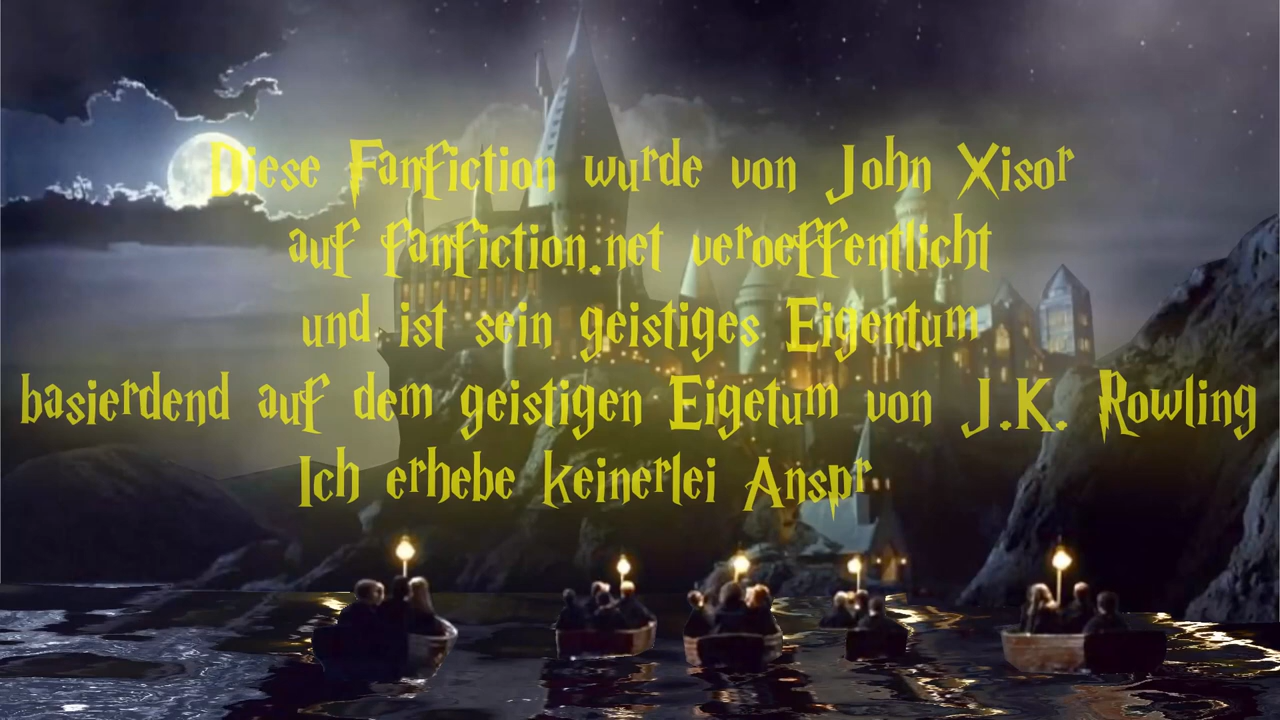 Diese Fanfiction wurde von John Xisor
auf fanfiction.net veroeffentlicht
und ist sein geistiges Eigentum
basierdend auf dem geistigen Eigetum von J.K. Rowling
Ich erhebe keinerlei Anspr